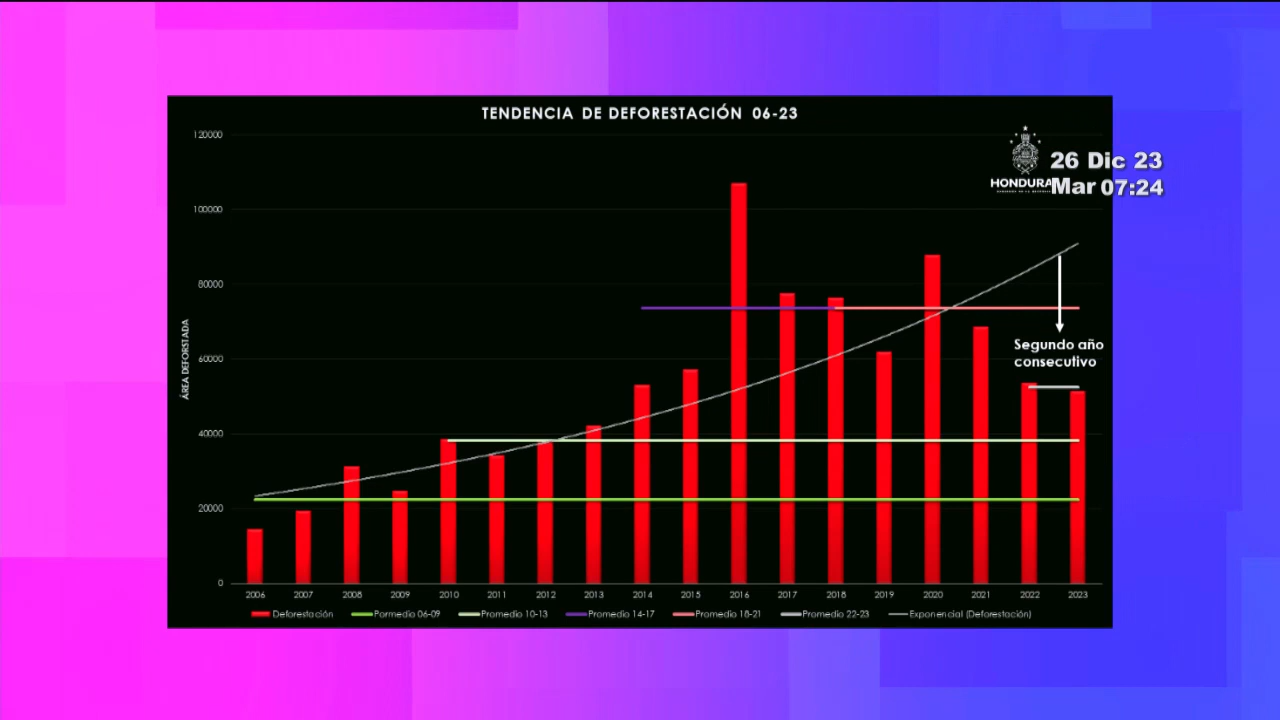 TENDENCIA DE DEFORESTACIÓN 06-23
120000
100000
80000
60000
40000
20000
0
ÁREA DEFORSTADA
HONDURA
26 Dic 23
Mar 07:24
Segundo año
consecutivo
2006 2007 2008 2009 2010 2011 2012 2013 2014 2015 2016 2017 2018 2019 2020 2021 2022 2023
Deforestación Pormedio 06-09 Promedio 10-13 Promedio 14-17 Promedio 18-21 Promedio 22-23 Exponencial (Deforestación)